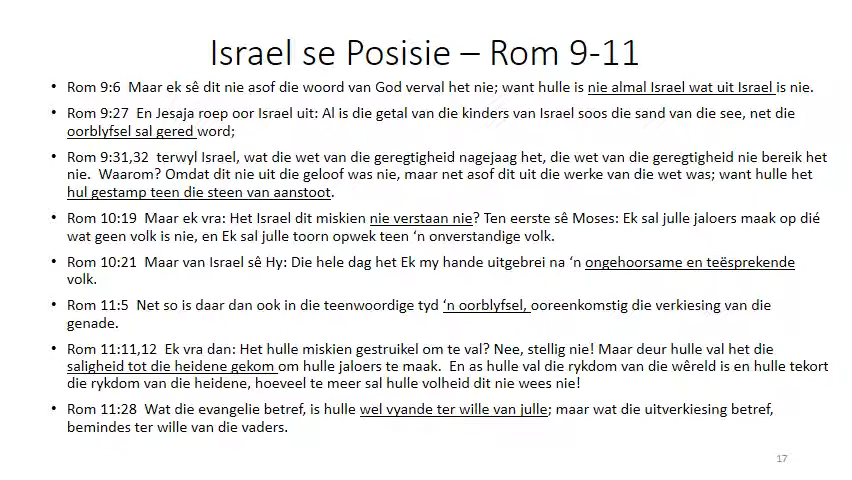 Israel se Posisie – Rom 9-11
• Rom 9:6 Maar ek sê dit nie asof die woord van God verval het nie; want hulle is nie almal Israel wat uit Israel is nie.
• Rom 9:27 En Jesaja roep oor Israel uit: Al is die getal van die kinders van Israel soos die sand van die see, net die
oorblyfsel sal gered word;
• Rom 9:31,32 terwyl Israel, wat die wet van die geregtigheid nagejaag het, die wet van die geregtigheid nie bereik het
nie. Waarom? Omdat dit nie uit die geloof was nie, maar net asof dit uit die werke van die wet was; want hulle het
hul gestamp teen die steen van aanstoot.
• Rom 10:19 Maar ek vra: Het Israel dit miskien nie verstaan nie? Ten eerste sê Moses: Ek sal julle jaloers maak op dié
wat geen volk is nie, en Ek sal julle toorn opwek teen ‘n onverstandige volk.
• Rom 10:21 Maar van Israel sê Hy: Die hele dag het Ek my hande uitgebrei na ‘n ongehoorsame en teësprekende
volk.
• Rom 11:5 Net so is daar dan ook in die teenwoordige tyd ‘n oorblyfsel, ooreenkomstig die verkiesing van die
genade.
• Rom 11:11,12 Ek vra dan: Het hulle miskien gestruikel om te val? Nee, stellig nie! Maar deur hulle val het die
saligheid tot die heidene gekom om hulle jaloers te maak. En as hulle val die rykdom van die wêreld is en hulle tekort
die rykdom van die heidene, hoeveel te meer sal hulle volheid dit nie wees nie!
• Rom 11:28 Wat die evangelie betref, is hulle wel vyande ter wille van julle; maar wat die uitverkiesing betref,
bemindes ter wille van die vaders.
17